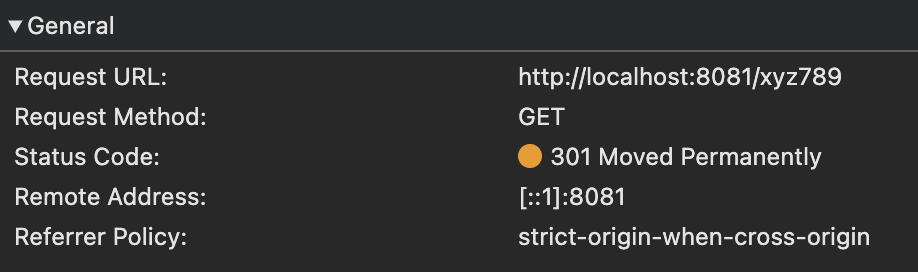 ▼General
Request URL: http://localhost:8081/xyz789
Request Method: GET
Status Code: 301 Moved Permanently
Remote Address: [::1]:8081
Referrer Policy: strict-origin-when-cross-origin